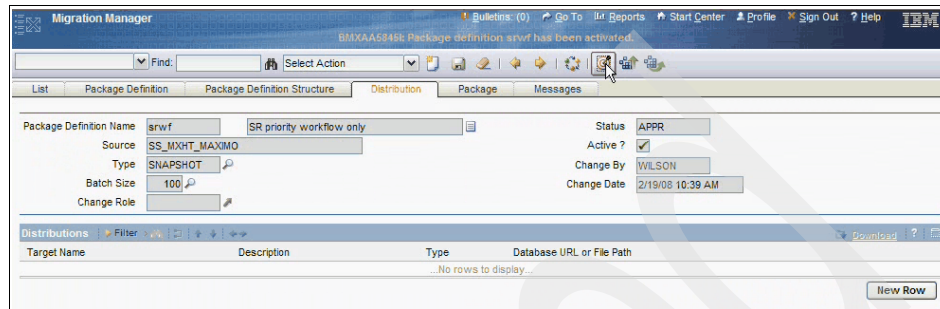 Migration Manager
Bulletins: (0) Go To Reports Start Center Profile Sign Out ? Help IBM
BMXAA5845I: Package definition srwf has been activated.
Find: Select Action
List Package Definition Package Definition Structure Distribution Package Messages
Package Definition Name srwf SR priority workflow only Status APPR
Source SS_MXHT_MAXIMO Active ?
Type SNAPSHOT Change By WILSON
Batch Size 100 Change Date 2/19/08 10:39 AM
Change Role
Distributions Filter Download ?
Target Name Description Type Database URL or File Path
...No rows to display...
New Row